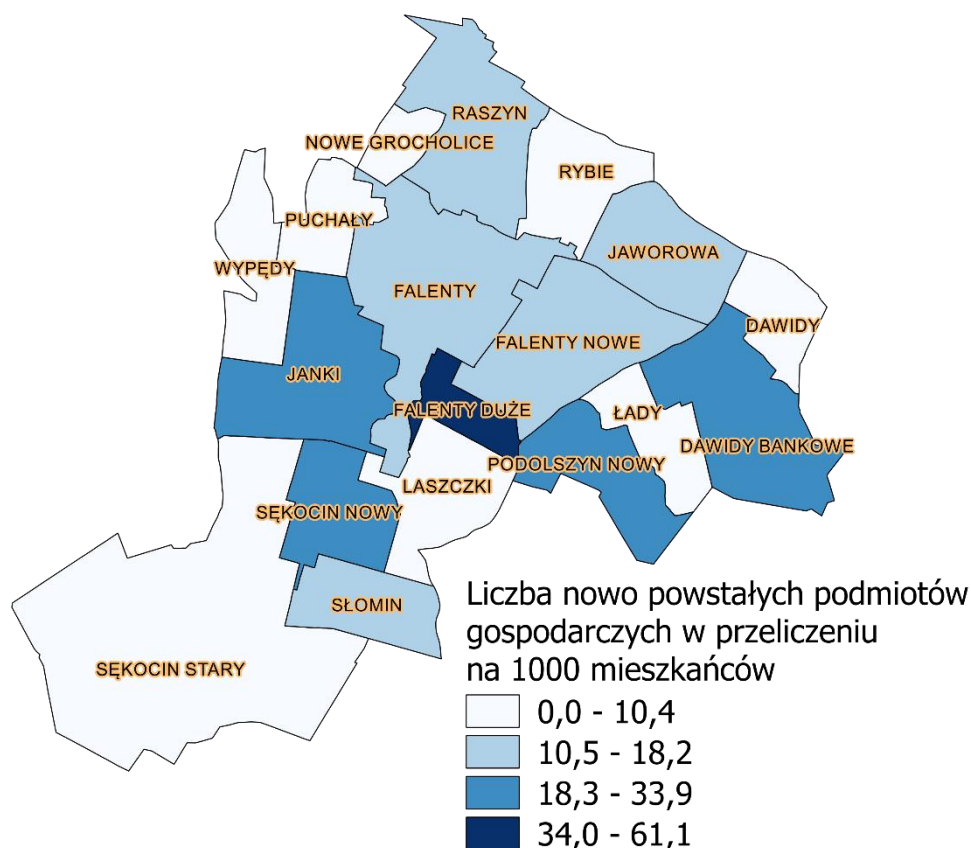 RASZYN
NOWE GROCHOLICE
RYBIE
PUCHAŁY
JAWOROWA
WYPĘDY
FALENTY
DAWIDY
FALENTY NOWE
JANKI
FALENTY DUŻE
ŁADY
DAWIDY BANKOWE
PODOLSZYN NOWY
LASZCZKI
SĘKOCIN NOWY
SŁOMIN
SĘKOCIN STARY
Liczba nowo powstałych podmiotów
gospodarczych w przeliczeniu
na 1000 mieszkańców
0,0 - 10,4
10,5 - 18,2
18,3 - 33,9
34,0 - 61,1